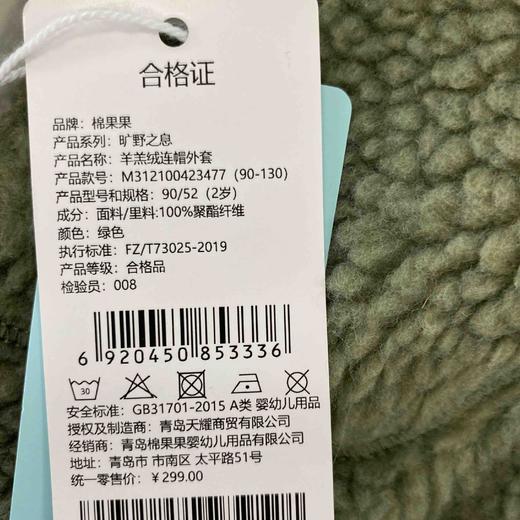 合格证
品牌: 棉果果
产品系列: 旷野之息
产品名称: 羊羔绒连帽外套
产品款号: M312100423477 (90-130)
产品型号和规格: 90/52 (2岁)
成分: 面料/里料:100%聚酯纤维
颜色: 绿色
执行标准: FZ/T73025-2019
产品等级: 合格品
检验员: 008
6 920450 853336
30
安全标准: GB31701-2015 A类 婴幼儿用品
授权及制造商: 青岛天耀商贸有限公司
经销商: 青岛棉果果婴幼儿用品有限公司
地址: 青岛市 市南区 太平路51号
统一零售价: ¥299.00